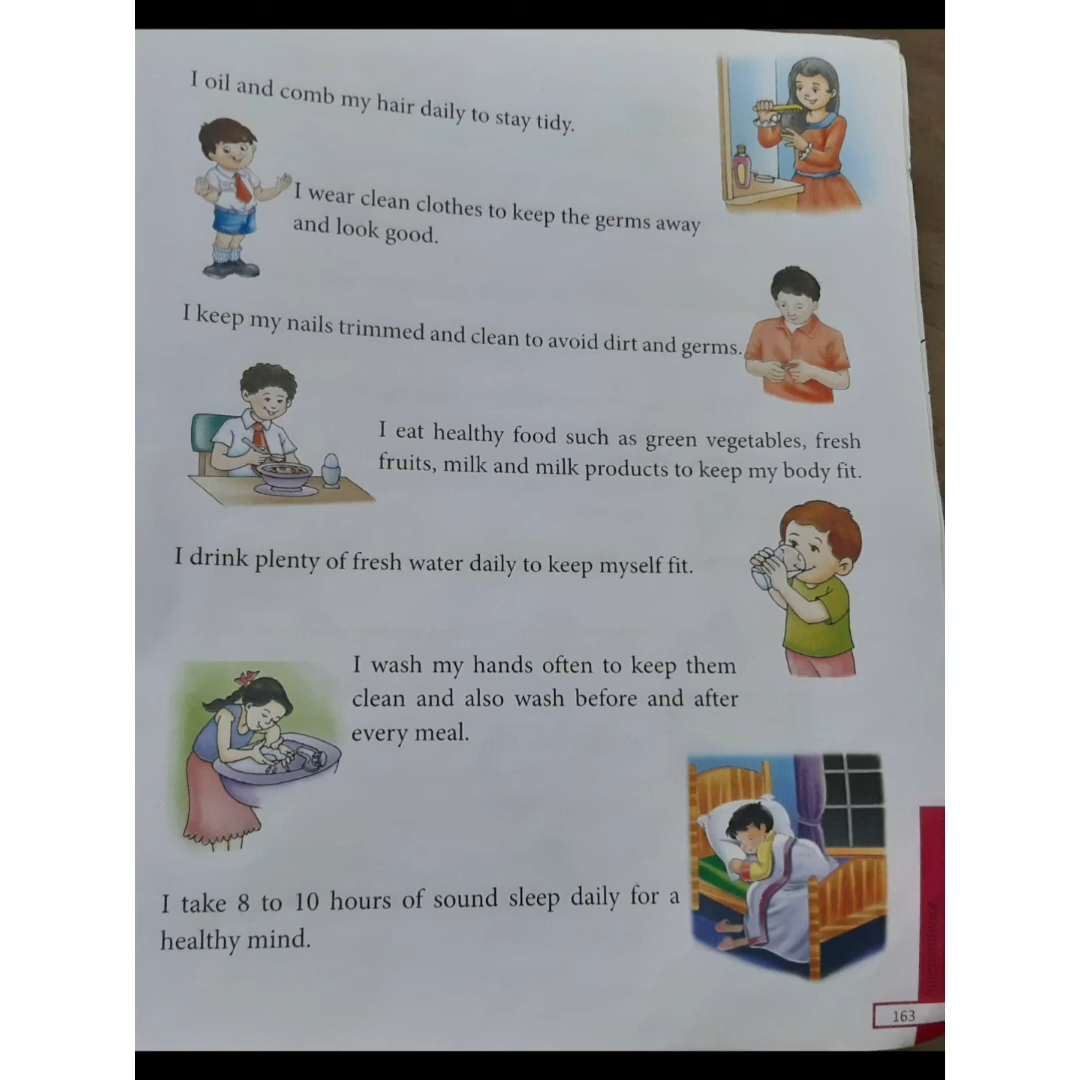 I oil and comb my hair daily to stay tidy.
I wear clean clothes to keep the germs away
and look good.
I keep my nails trimmed and clean to avoid dirt and germs.
I eat healthy food such as green vegetables, fresh
fruits, milk and milk products to keep my body fit.
I drink plenty of fresh water daily to keep myself fit.
I wash my hands often to keep them
clean and also wash before and after
every meal.
I take 8 to 10 hours of sound sleep daily for a
healthy mind.
163